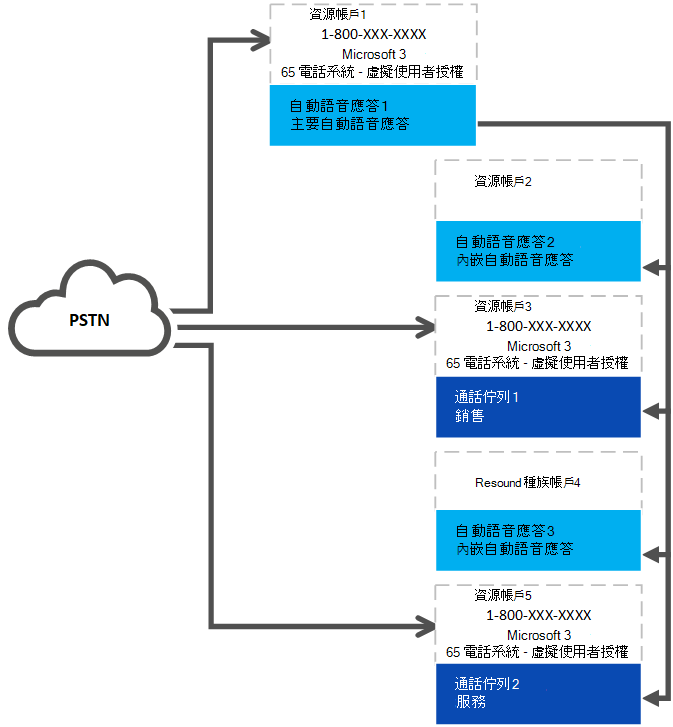 資源帳戶1
1-800-XXX-XXXX
Microsoft 3
65 電話系統 - 虛擬使用者授權
自動語音應答1
主要自動語音應答
資源帳戶2
自動語音應答2
內嵌自動語音應答
PSTN
資源帳戶3
1-800-XXX-XXXX
Microsoft 3
65 電話系統 - 虛擬使用者授權
通話佇列1
銷售
Resound 種族帳戶4
自動語音應答3
內嵌自動語音應答
資源帳戶5
1-800-XXX-XXXX
Microsoft 3
65 電話系統 - 虛擬使用者授權
通話佇列2
服務